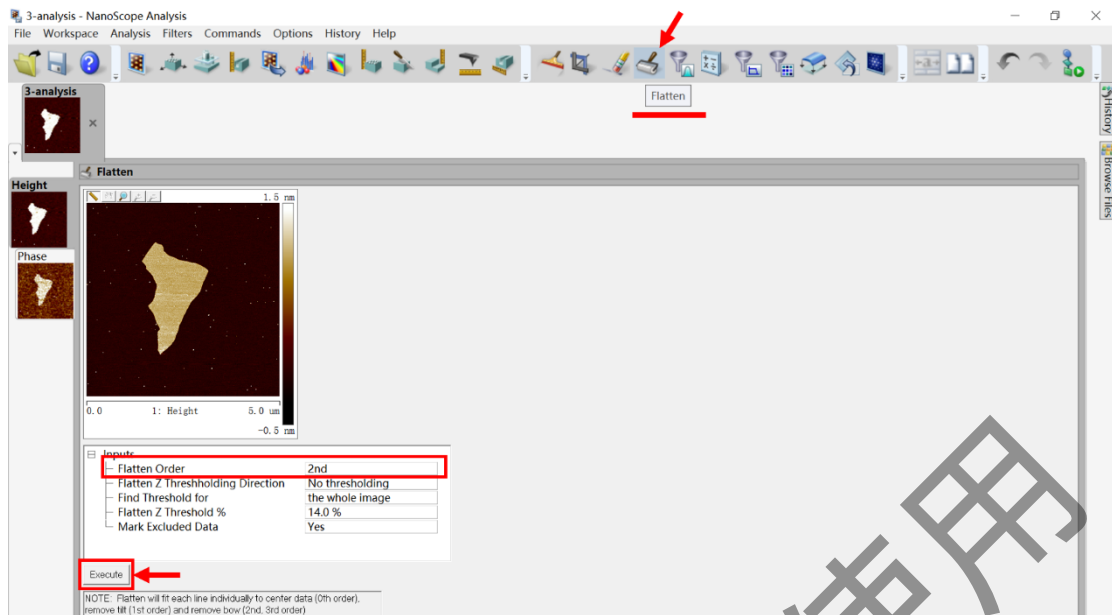 3-analysis - NanoScope Analysis
File Workspace Analysis Filters Commands Options History Help
Flatten
3-analysis
History
Browse Files
Flatten
Height
Phase
1.5 nm
0.0 1: Height 5.0 um
-0.5 nm
Inputs
Flatten Order 2nd
Flatten Z Threshholding Direction No thresholding
Find Threshold for the whole image
Flatten Z Threshold % 14.0 %
Mark Excluded Data Yes
Execute
NOTE: Flatten will fit each line individually to center data (0th order),
remove tilt (1st order) and remove bow (2nd, 3rd order)
使用